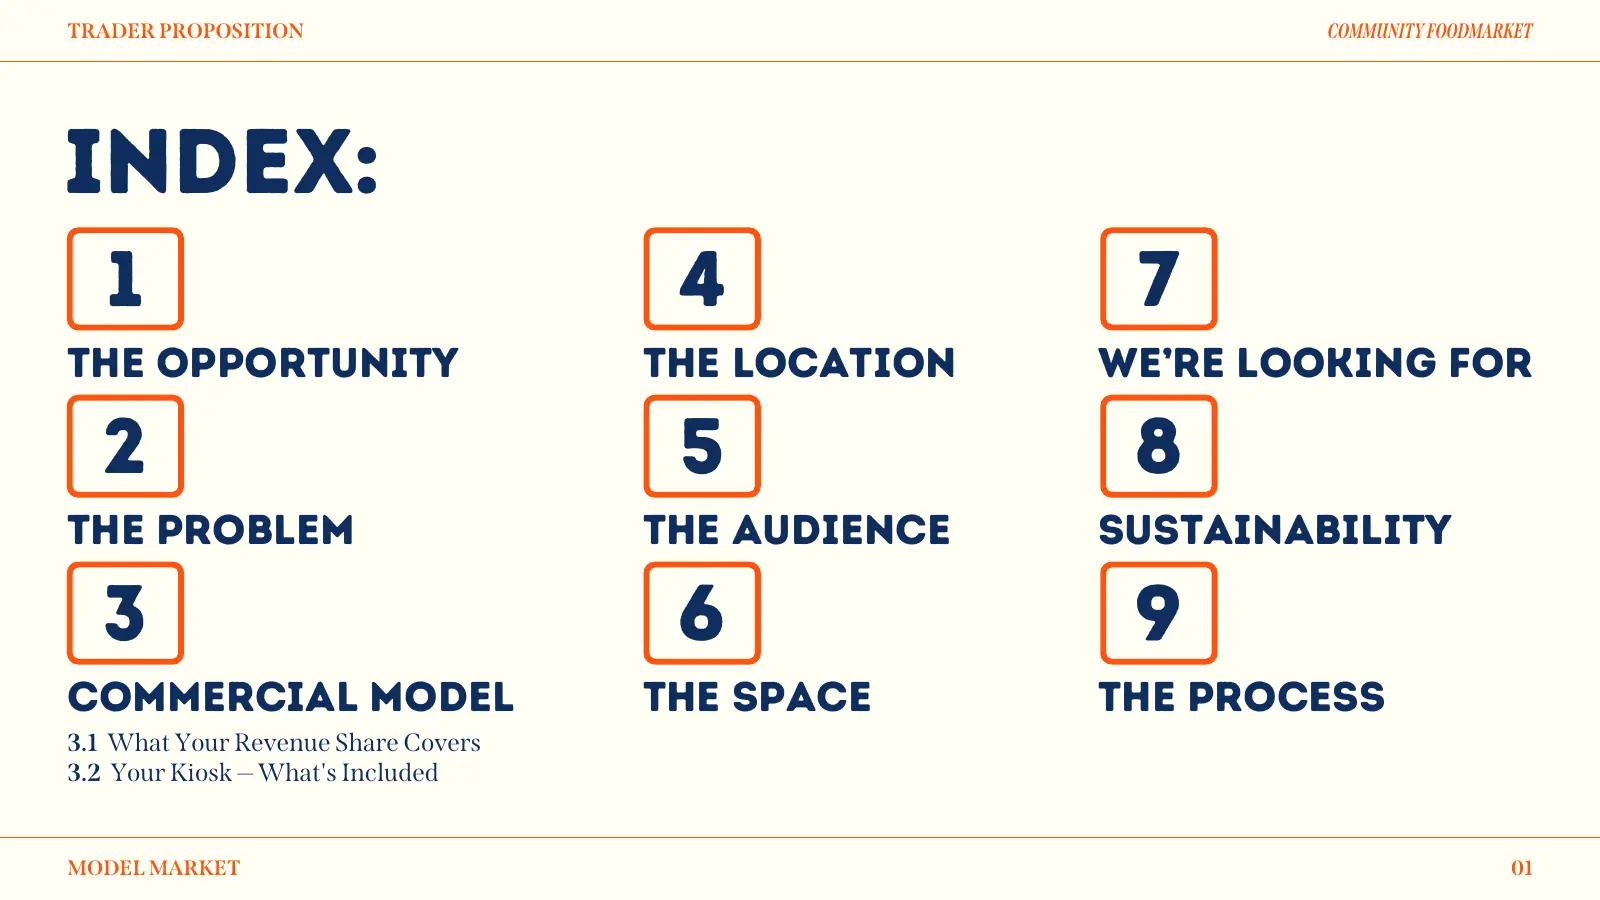 TRADER PROPOSITION
COMMUNITY FOODMARKET
INDEX:
1
THE OPPORTUNITY
2
THE PROBLEM
3
COMMERCIAL MODEL
3.1 What Your Revenue Share Covers
3.2 Your Kiosk – What's Included
4
THE LOCATION
5
THE AUDIENCE
6
THE SPACE
7
WE’RE LOOKING FOR
8
SUSTAINABILITY
9
THE PROCESS
MODEL MARKET
01